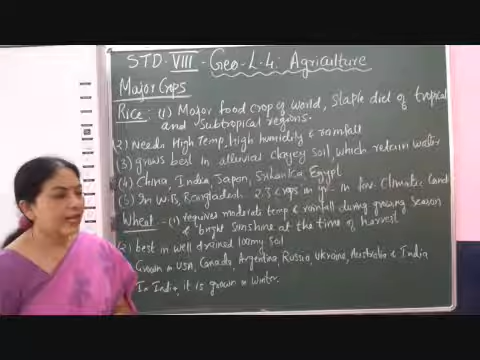 STD. VIII - Geo - L.4: Agriculture
Major Crops
Rice: (1) Major food crop of world, Staple diet of tropical
and Subtropical regions.
(2) Needs High Temp, high humidity & rainfall
(3) grows best in alluvial clayey soil, which retain water
(4) China, India, Japan, Srilanka, Egypt
(5) In W.B, Bangladesh - 2.3 crops in yr - in fav. Climatic Cond
Wheat - (1) requires moderate temp & rainfall during growing season
& bright sunshine at the time of harvest
(2) best in well drained loamy soil
Grown in USA, Canada, Argentina, Russia, Ukraine, Australia & India
In India, it is grown in winter.